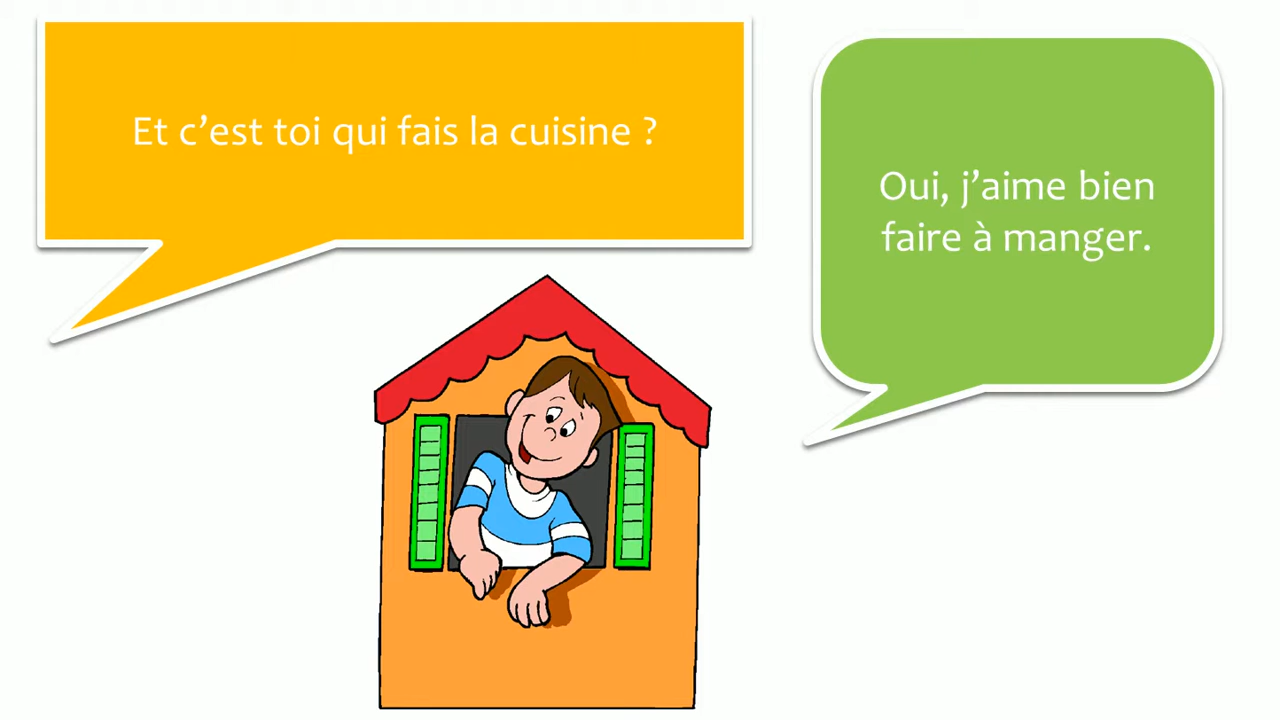 Et c’est toi qui fais la cuisine ?
Oui, j’aime bien
faire à manger.